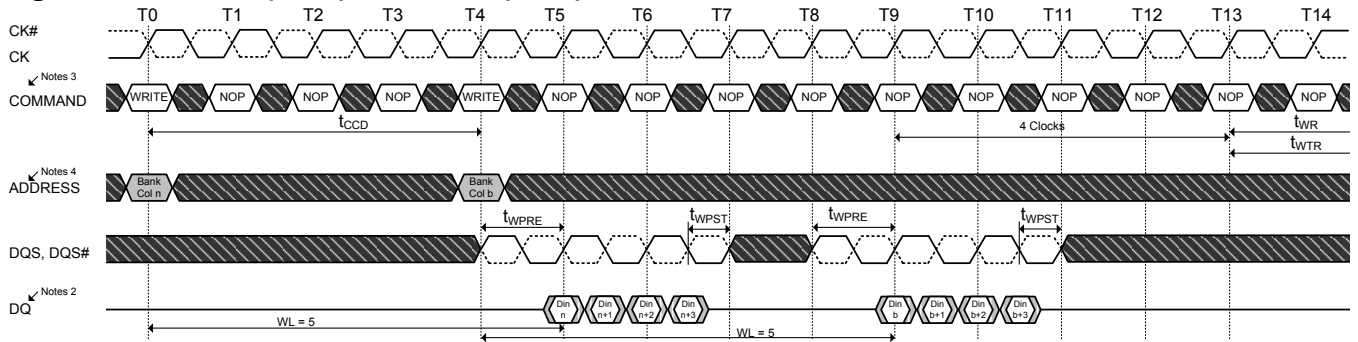 T0 T1 T2 T3 T4 T5 T6 T7 T8 T9 T10 T11 T12 T13 T14
CK#
CK
Notes 3
COMMAND WRITE NOP NOP NOP WRITE NOP NOP NOP NOP NOP NOP NOP NOP NOP NOP
tCCD 4 Clocks tWR
tWTR
Notes 4
ADDRESS Bank Col n Bank Col b
tWPRE tWPST tWPRE tWPST
DQS, DQS#
Notes 2
DQ Din n Din n+1 Din n+2 Din n+3 Din b Din b+1 Din b+2 Din b+3
WL = 5 WL = 5